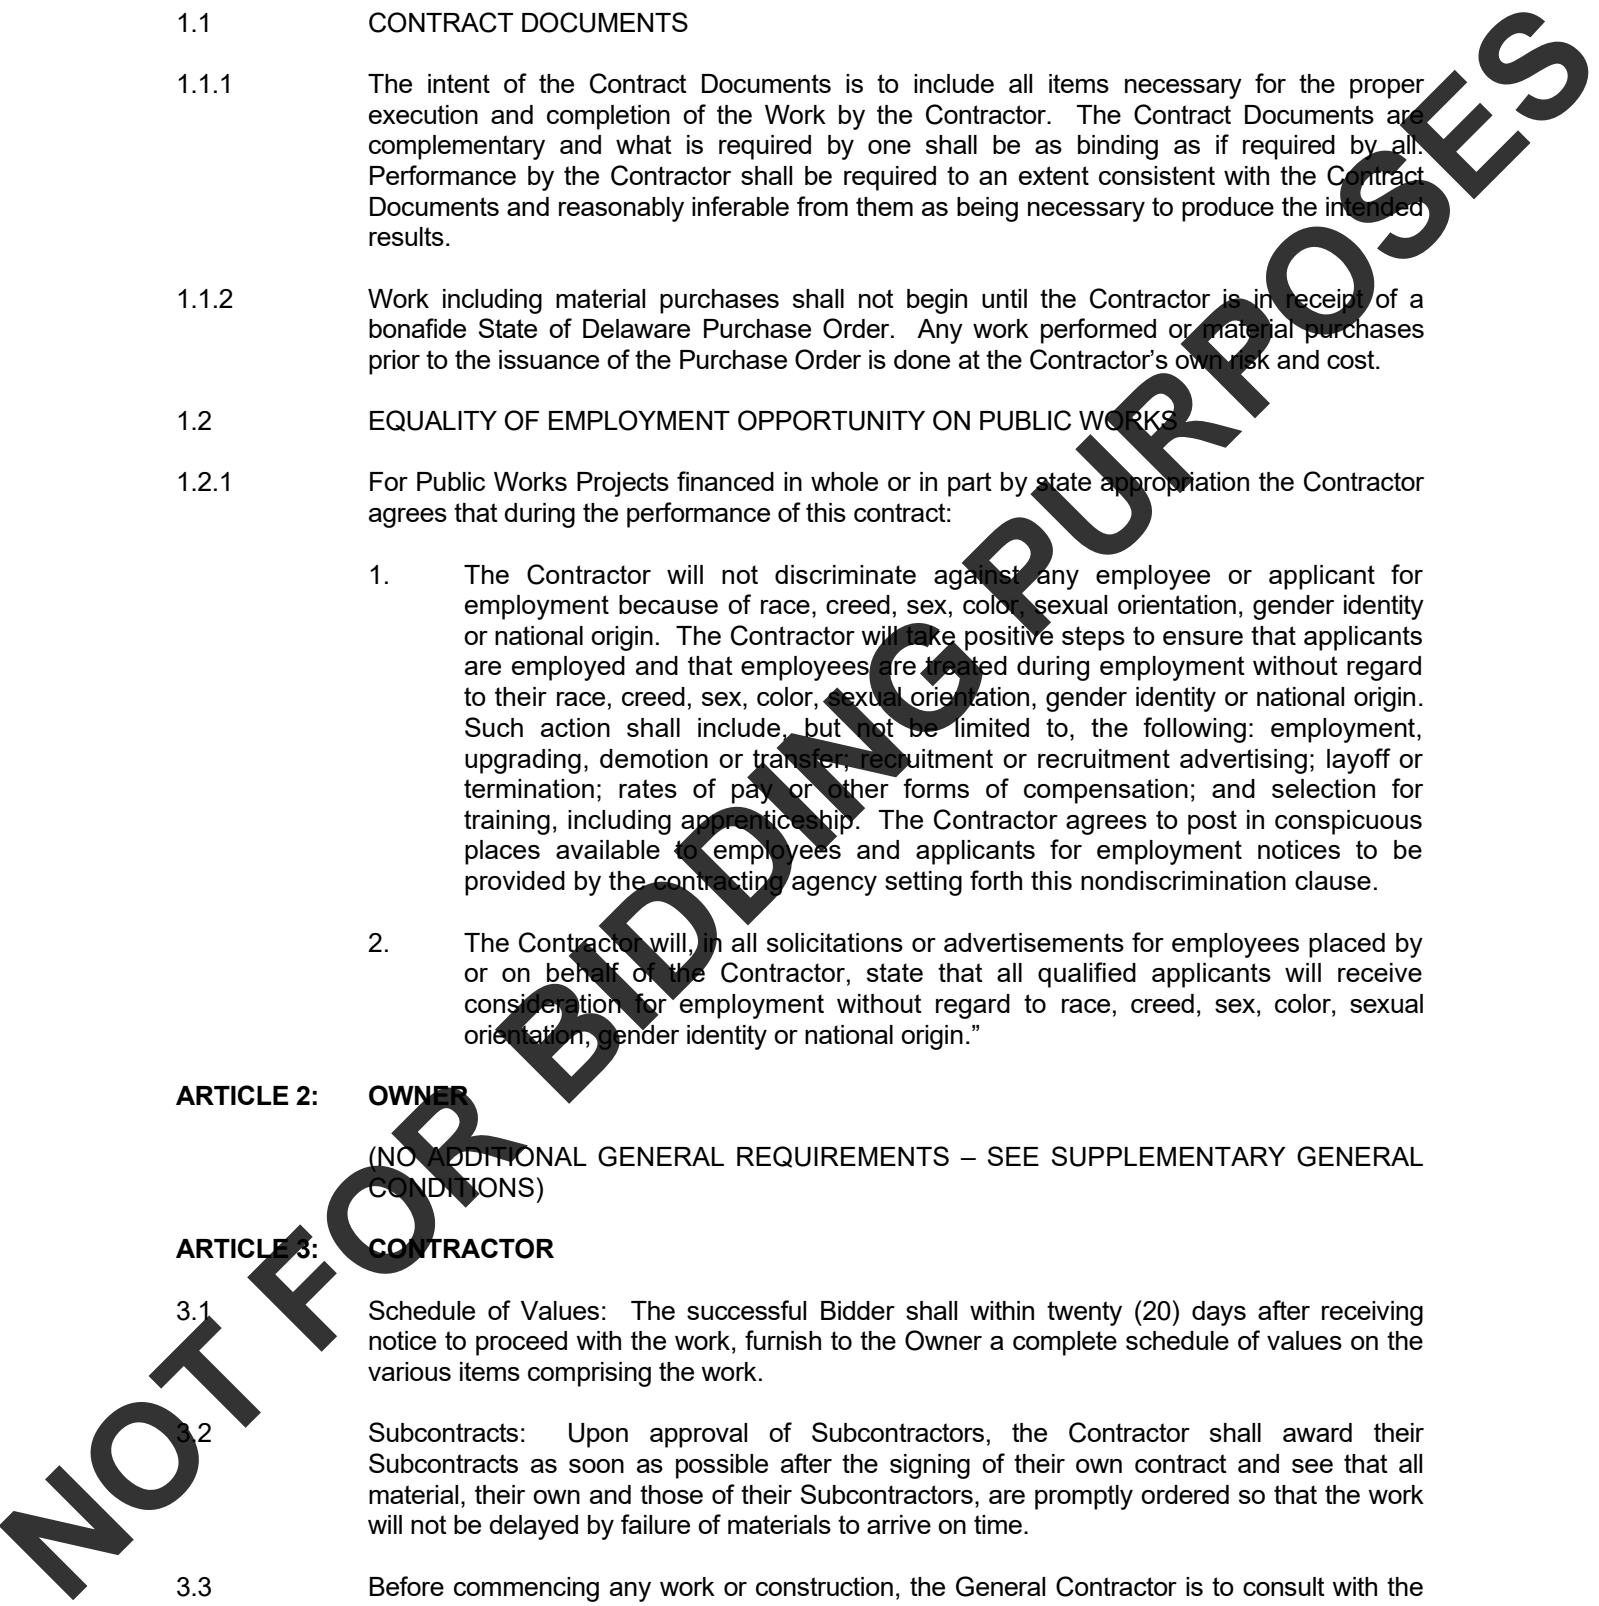 1.1 CONTRACT DOCUMENTS
1.1.1 The intent of the Contract Documents is to include all items necessary for the proper
execution and completion of the Work by the Contractor. The Contract Documents are
complementary and what is required by one shall be as binding as if required by all.
Performance by the Contractor shall be required to an extent consistent with the Contract
Documents and reasonably inferable from them as being necessary to produce the intended
results.
1.1.2 Work including material purchases shall not begin until the Contractor is in receipt of a
bonafide State of Delaware Purchase Order. Any work performed or material purchases
prior to the issuance of the Purchase Order is done at the Contractor’s own risk and cost.
1.2 EQUALITY OF EMPLOYMENT OPPORTUNITY ON PUBLIC WORKS
1.2.1 For Public Works Projects financed in whole or in part by state appropriation the Contractor
agrees that during the performance of this contract:
1. The Contractor will not discriminate against any employee or applicant for
employment because of race, creed, sex, color, sexual orientation, gender identity
or national origin. The Contractor will take positive steps to ensure that applicants
are employed and that employees are treated during employment without regard
to their race, creed, sex, color, sexual orientation, gender identity or national origin.
Such action shall include, but not be limited to, the following: employment,
upgrading, demotion or transfer; recruitment or recruitment advertising; layoff or
termination; rates of pay or other forms of compensation; and selection for
training, including apprenticeship. The Contractor agrees to post in conspicuous
places available to employees and applicants for employment notices to be
provided by the contracting agency setting forth this nondiscrimination clause.
2. The Contractor will, in all solicitations or advertisements for employees placed by
or on behalf of the Contractor, state that all qualified applicants will receive
consideration for employment without regard to race, creed, sex, color, sexual
orientation, gender identity or national origin.”
ARTICLE 2: OWNER
(NO ADDITIONAL GENERAL REQUIREMENTS – SEE SUPPLEMENTARY GENERAL
CONDITIONS)
ARTICLE 3: CONTRACTOR
3.1 Schedule of Values: The successful Bidder shall within twenty (20) days after receiving
notice to proceed with the work, furnish to the Owner a complete schedule of values on the
various items comprising the work.
3.2 Subcontracts: Upon approval of Subcontractors, the Contractor shall award their
Subcontracts as soon as possible after the signing of their own contract and see that all
material, their own and those of their Subcontractors, are promptly ordered so that the work
will not be delayed by failure of materials to arrive on time.
3.3 Before commencing any work or construction, the General Contractor is to consult with the
NOT FOR BIDDING PURPOSES